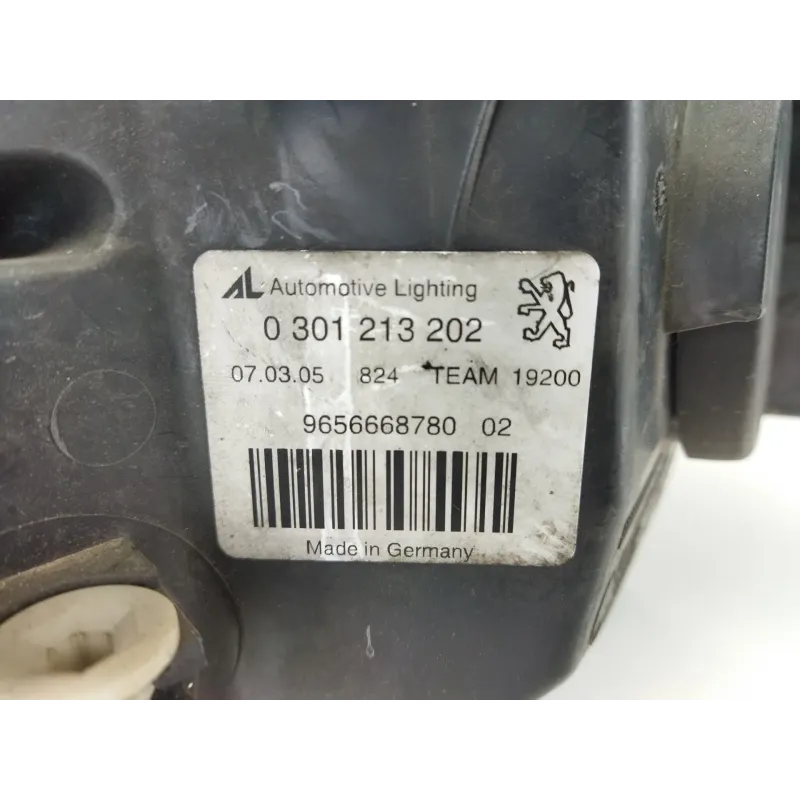 AL Automotive Lighting
0 301 213 202
07.03.05 824 TEAM 19200
9656668780 02
Made in Germany